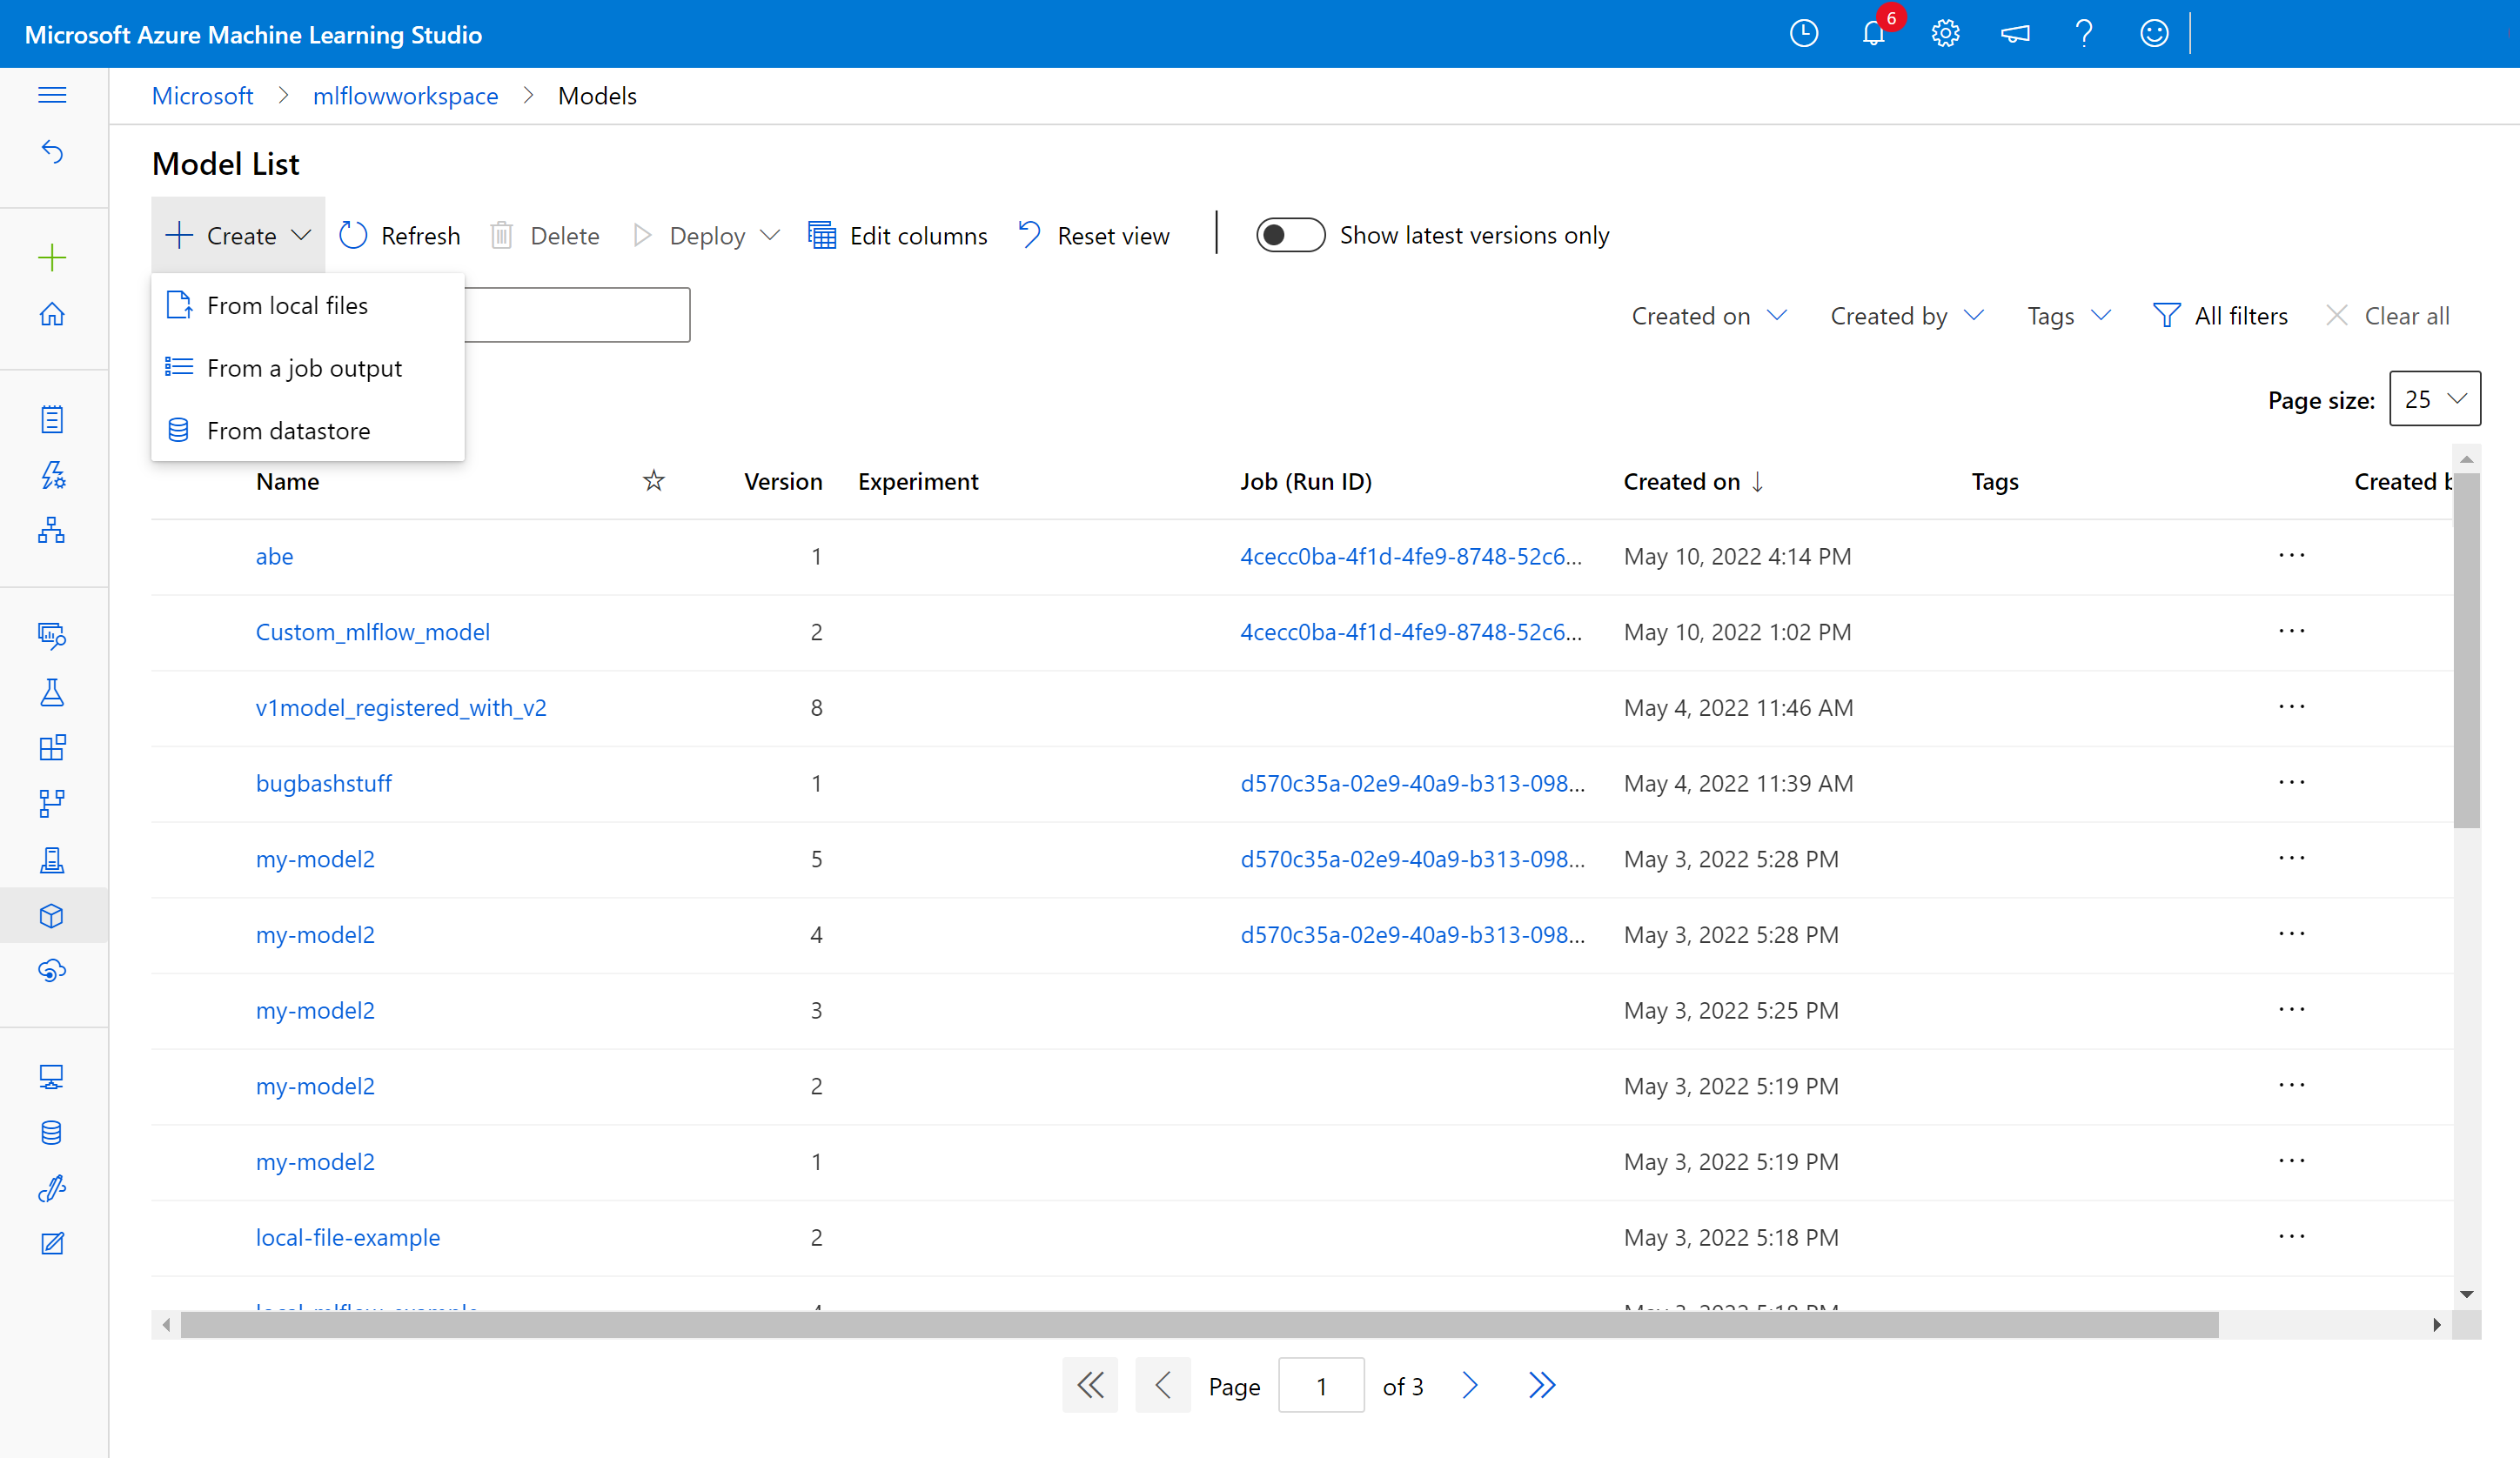 Microsoft Azure Machine Learning Studio
6
Microsoft > mlflowworkspace > Models
Model List
Create Refresh Delete Deploy Edit columns Reset view Show latest versions only
From local files
From a job output
From datastore
Created on Created by Tags All filters Clear all
Page size: 25
Name Version Experiment Job (Run ID) Created on ↓ Tags Created b
abe 1 4cecc0ba-4f1d-4fe9-8748-52c6... May 10, 2022 4:14 PM ...
Custom_mlflow_model 2 4cecc0ba-4f1d-4fe9-8748-52c6... May 10, 2022 1:02 PM ...
v1model_registered_with_v2 8 May 4, 2022 11:46 AM ...
bugbashstuff 1 d570c35a-02e9-40a9-b313-098... May 4, 2022 11:39 AM ...
my-model2 5 d570c35a-02e9-40a9-b313-098... May 3, 2022 5:28 PM ...
my-model2 4 d570c35a-02e9-40a9-b313-098... May 3, 2022 5:28 PM ...
my-model2 3 May 3, 2022 5:25 PM ...
my-model2 2 May 3, 2022 5:19 PM ...
my-model2 1 May 3, 2022 5:19 PM ...
local-file-example 2 May 3, 2022 5:18 PM ...
Page 1 of 3